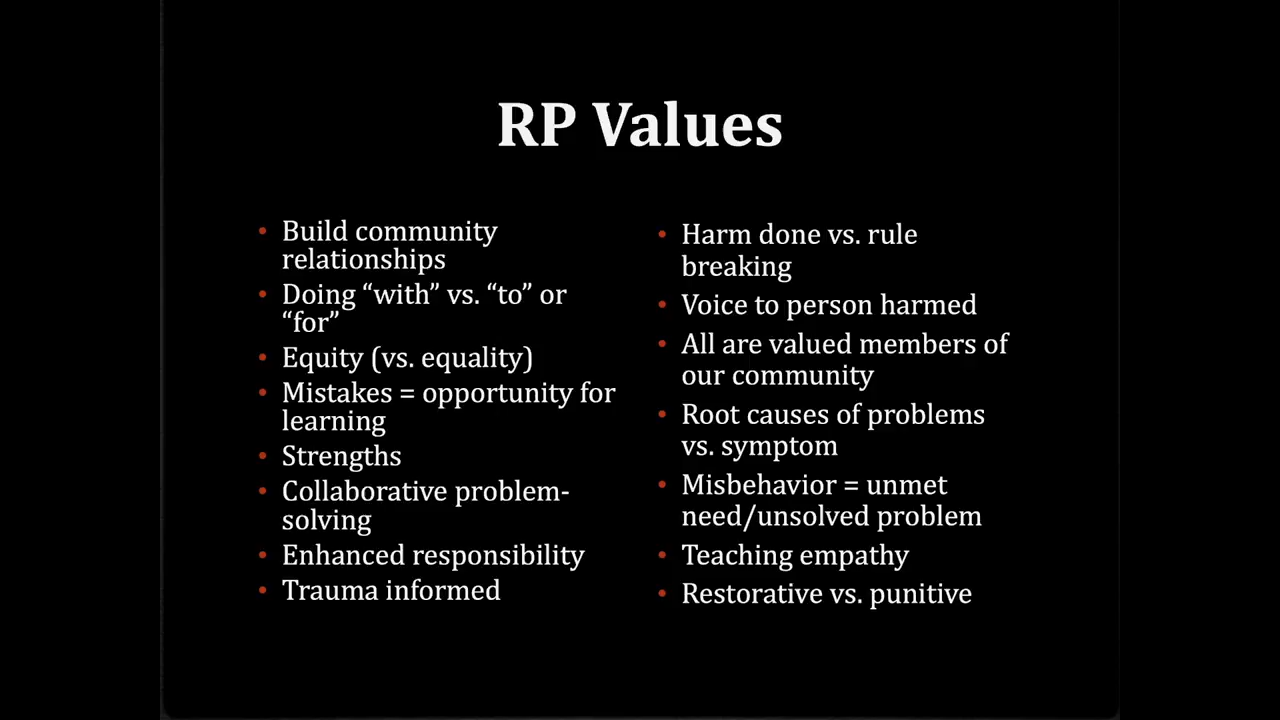 RP Values
• Build community
relationships
• Doing “with” vs. “to” or
“for”
• Equity (vs. equality)
• Mistakes = opportunity for
learning
• Strengths
• Collaborative problem-
solving
• Enhanced responsibility
• Trauma informed
• Harm done vs. rule
breaking
• Voice to person harmed
• All are valued members of
our community
• Root causes of problems
vs. symptom
• Misbehavior = unmet
need/unsolved problem
• Teaching empathy
• Restorative vs. punitive